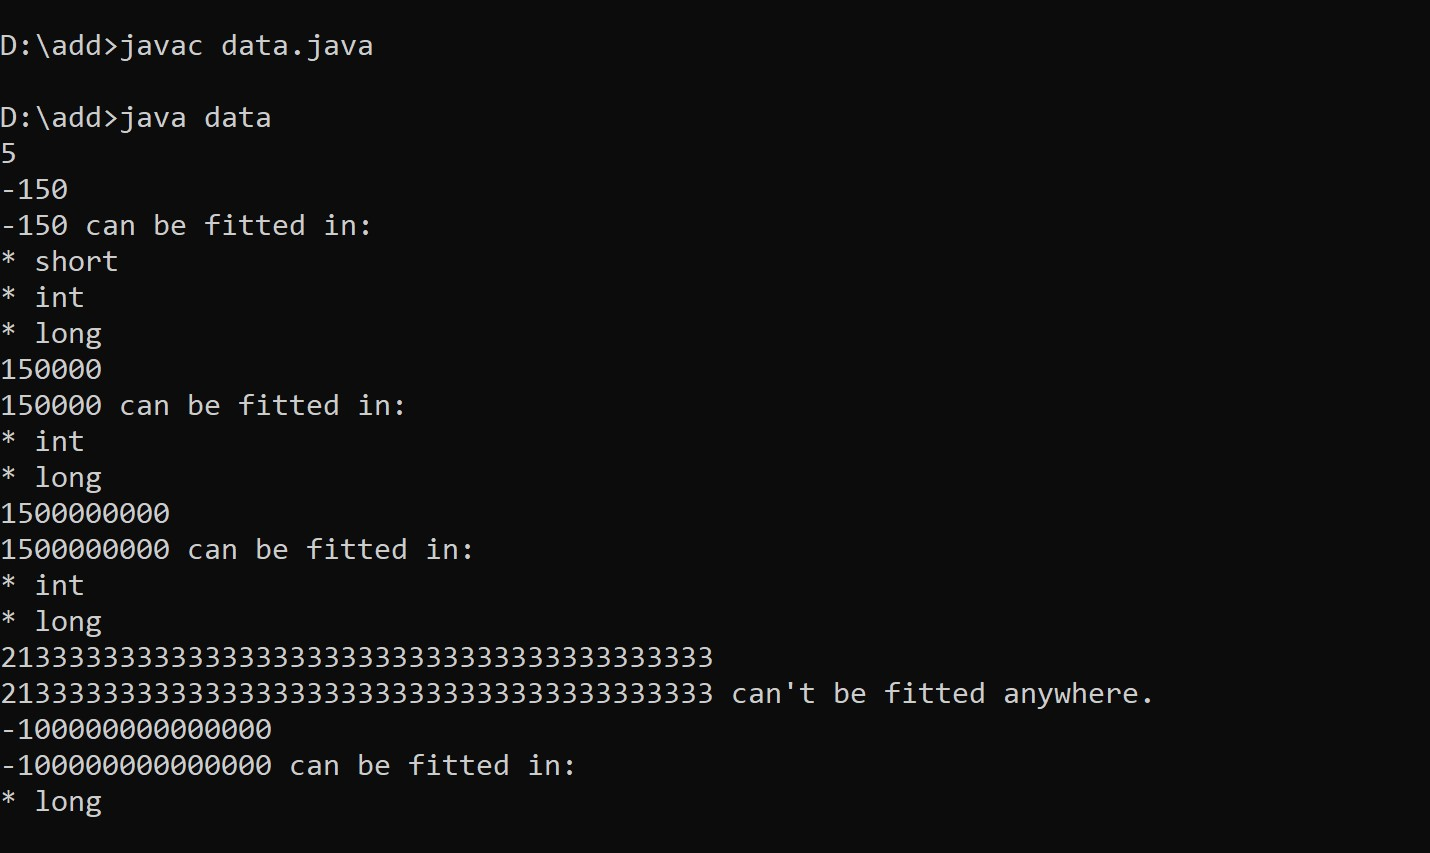 D:\add>javac data.java
D:\add>java data
5
-150
-150 can be fitted in:
* short
* int
* long
150000
150000 can be fitted in:
* int
* long
1500000000
1500000000 can be fitted in:
* int
* long
213333333333333333333333333333333333333333
213333333333333333333333333333333333333333 can't be fitted anywhere.
-100000000000000
-100000000000000 can be fitted in:
* long